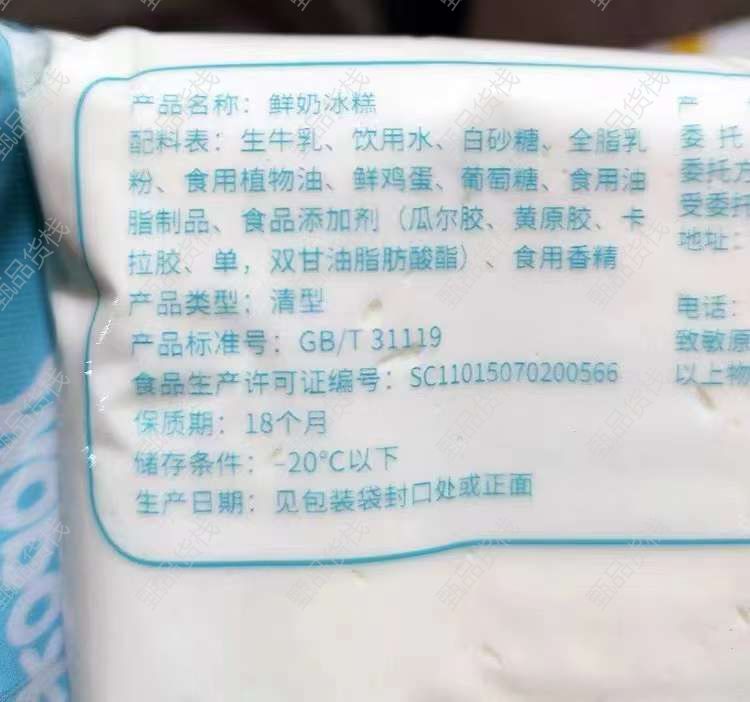 产品名称：鲜奶冰糕
配料表：生牛乳、饮用水、白砂糖、全脂乳
粉、食用植物油、鲜鸡蛋、葡萄糖、食用油
脂制品、食品添加剂（瓜尔胶、黄原胶、卡
拉胶、单，双甘油脂肪酸酯）、食用香精
产品类型：清型
产品标准号：GB/T 31119
食品生产许可证编号：SC11015070200566
保质期：18个月
储存条件：-20°C以下
生产日期：见包装袋封口处或正面
产
委 托
委托方
受委托
地址：
电话：
致敏原
以上物
甄品货栈